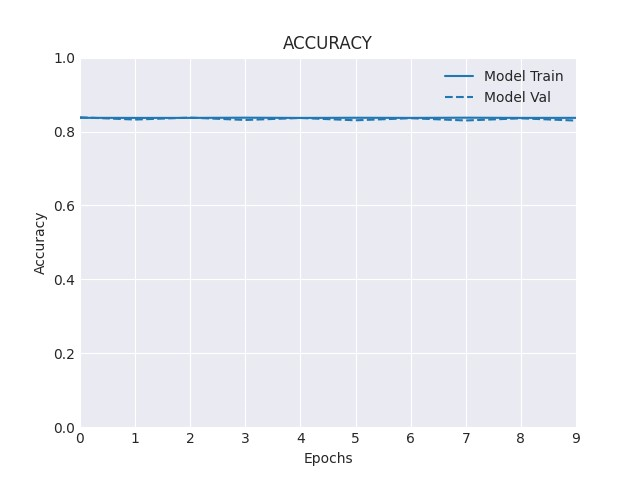 ACCURACY
1.0
Model Train
Model Val
0.8
0.6
Accuracy
0.4
0.2
0.0
0 1 2 3 4 5 6 7 8 9
Epochs